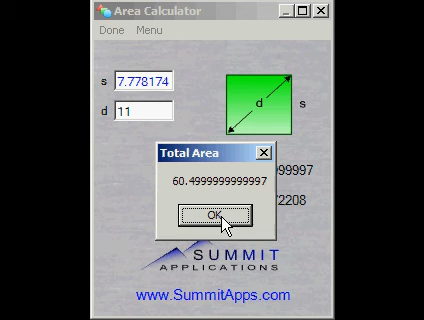 Area Calculator
Done Menu
s 7.778174
d 11
d s
Total Area
60.4999999999997
99997
2208
OK
SUMMIT
APPLICATIONS
www.SummitApps.com